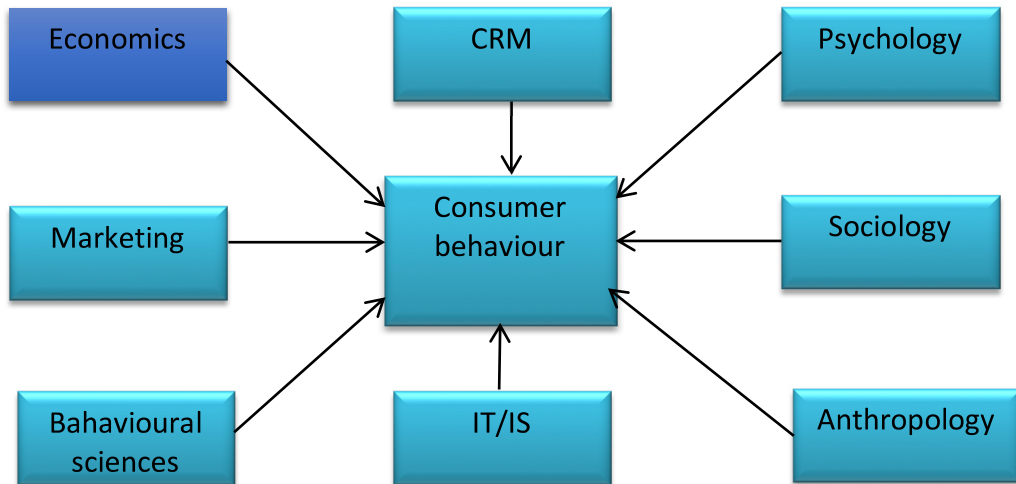 Economics
CRM
Psychology
Marketing
Consumer
behaviour
Sociology
Bahavioural
sciences
IT/IS
Anthropology